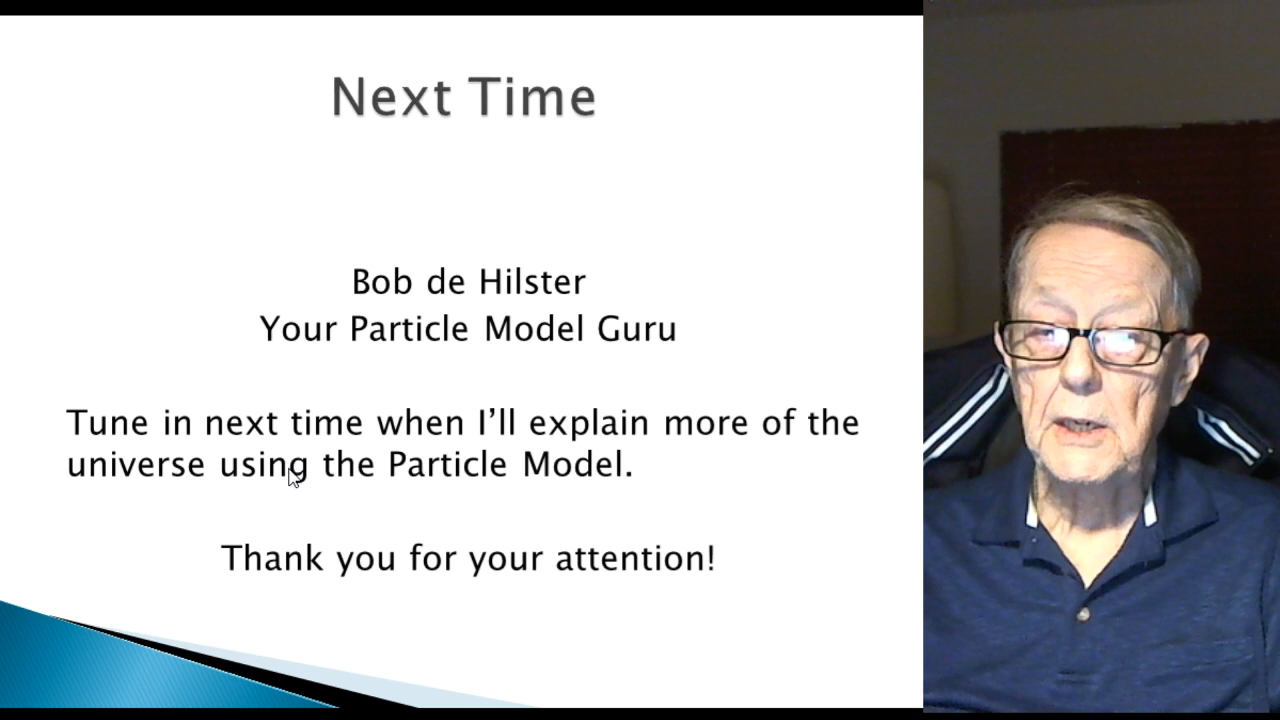 Next Time
Bob de Hilster
Your Particle Model Guru
Tune in next time when I’ll explain more of the
universe using the Particle Model.
Thank you for your attention!